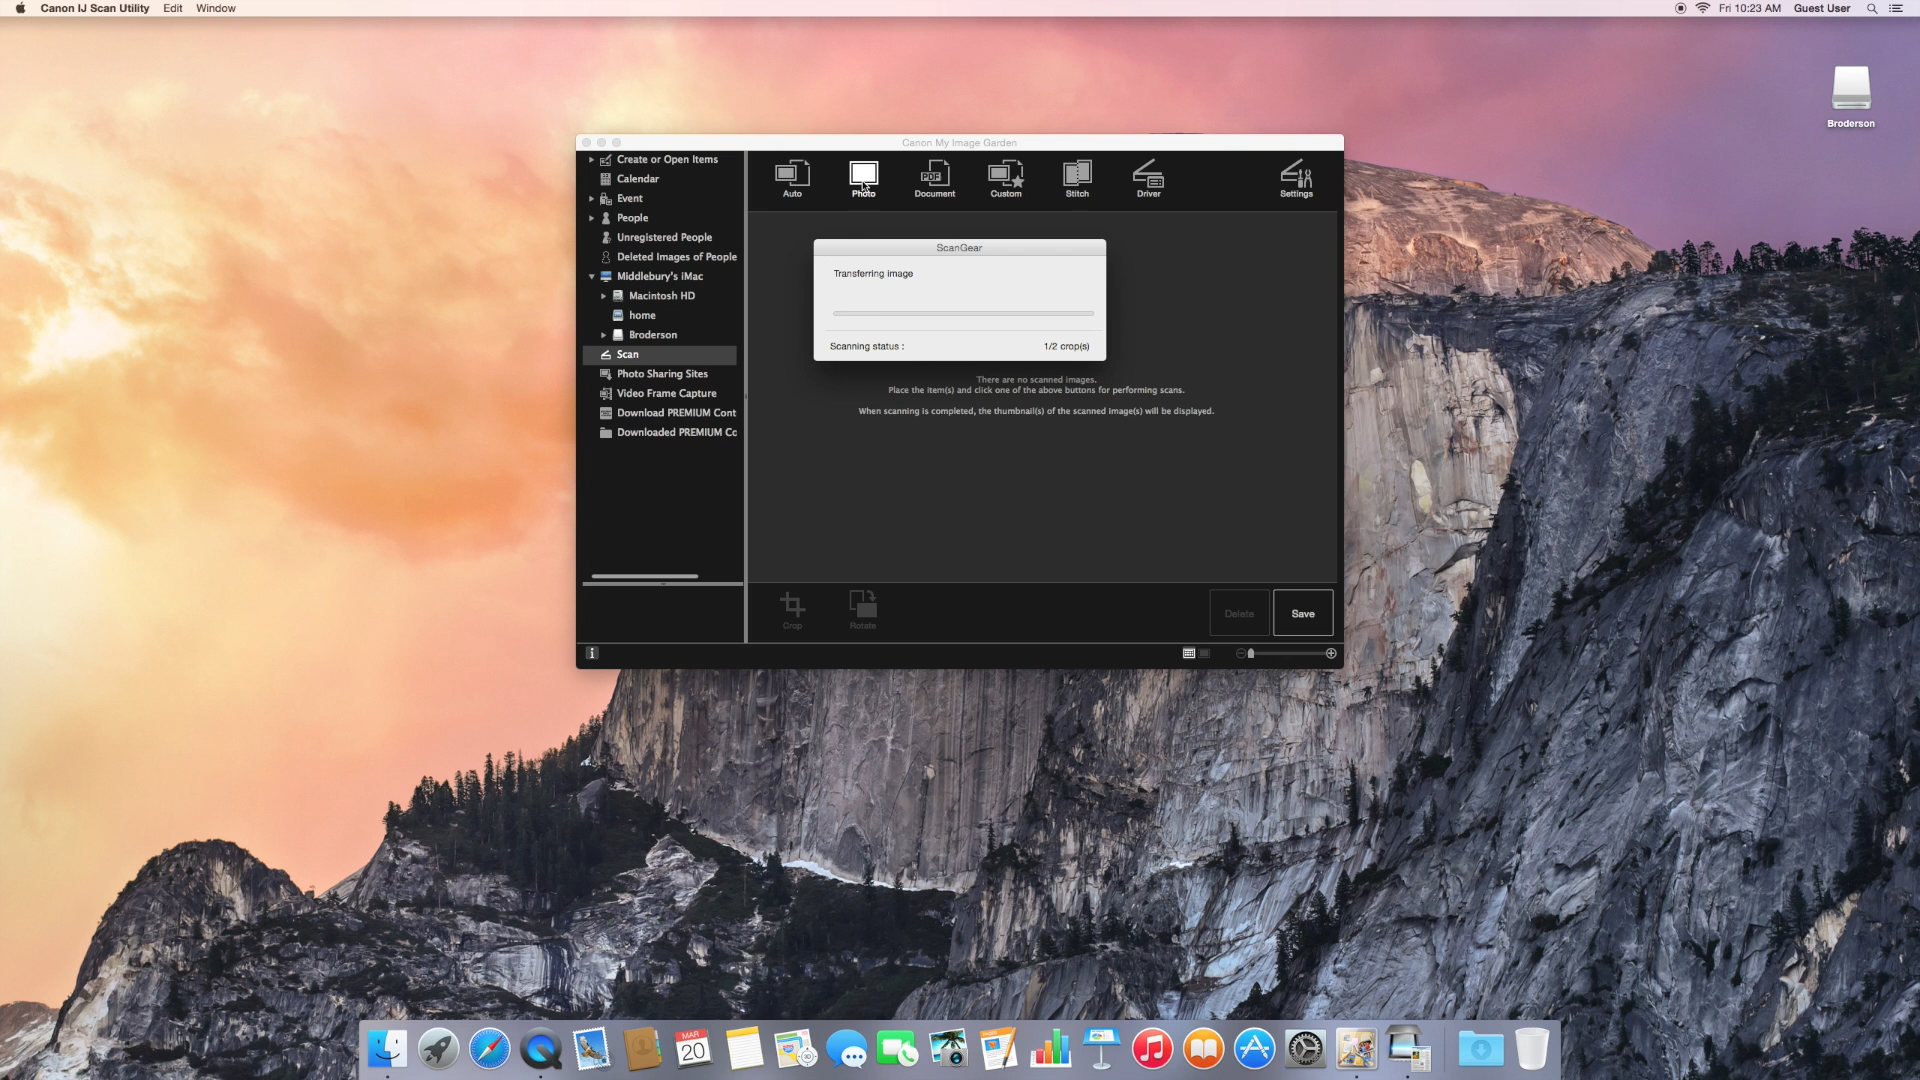 Canon IJ Scan Utility Edit Window
Fri 10:23 AM Guest User
Broderson
Canon My Image Garden
Create or Open Items
Calendar
Event
People
Unregistered People
Deleted Images of People
Middlebury's iMac
Macintosh HD
home
Broderson
Scan
Photo Sharing Sites
Video Frame Capture
Download PREMIUM Cont
Downloaded PREMIUM Co
Auto
Photo
PDF
Document
Custom
Stitch
Driver
Settings
ScanGear
Transferring image
Scanning status : 1/2 crop(s)
There are no scanned images.
Place the item(s) and click one of the above buttons for performing scans.
When scanning is completed, the thumbnail(s) of the scanned image(s) will be displayed.
Crop
Rotate
Delete
Save
i
MAR
20
3D